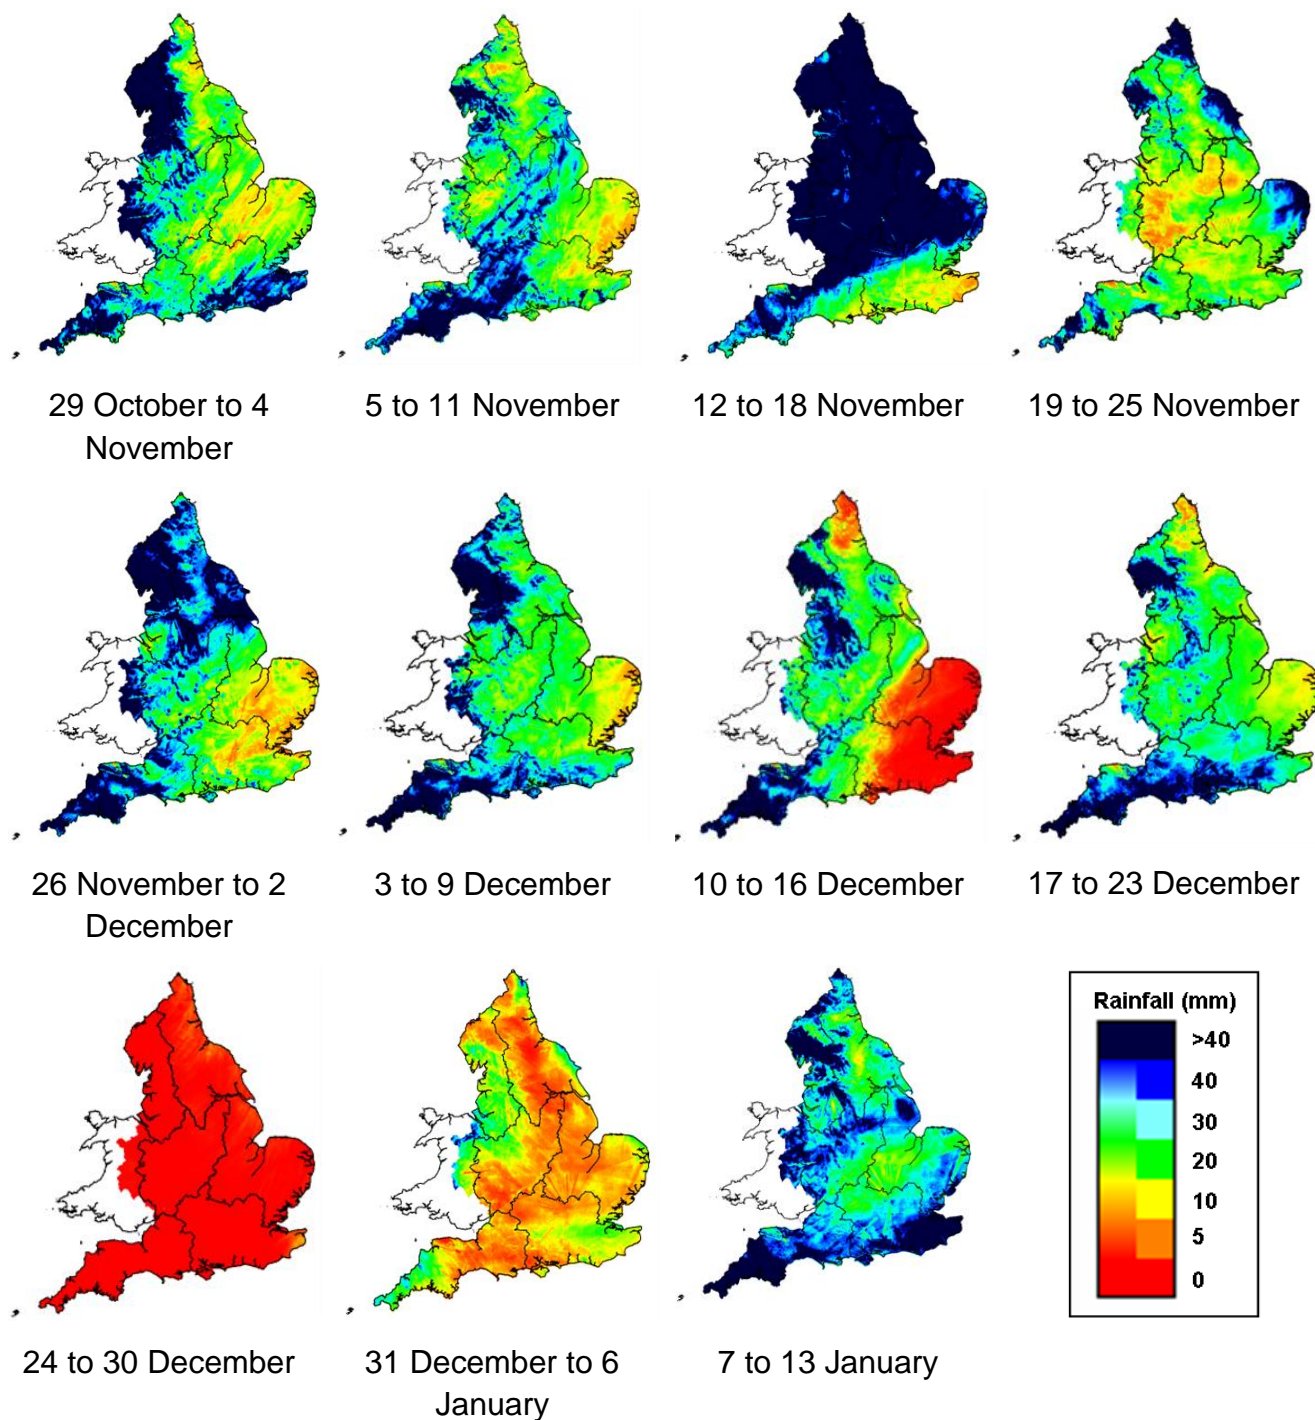 29 October to 4
November
5 to 11 November
12 to 18 November
19 to 25 November
26 November to 2
December
3 to 9 December
10 to 16 December
17 to 23 December
24 to 30 December
31 December to 6
January
7 to 13 January
Rainfall (mm)
>40
40
30
20
10
5
0